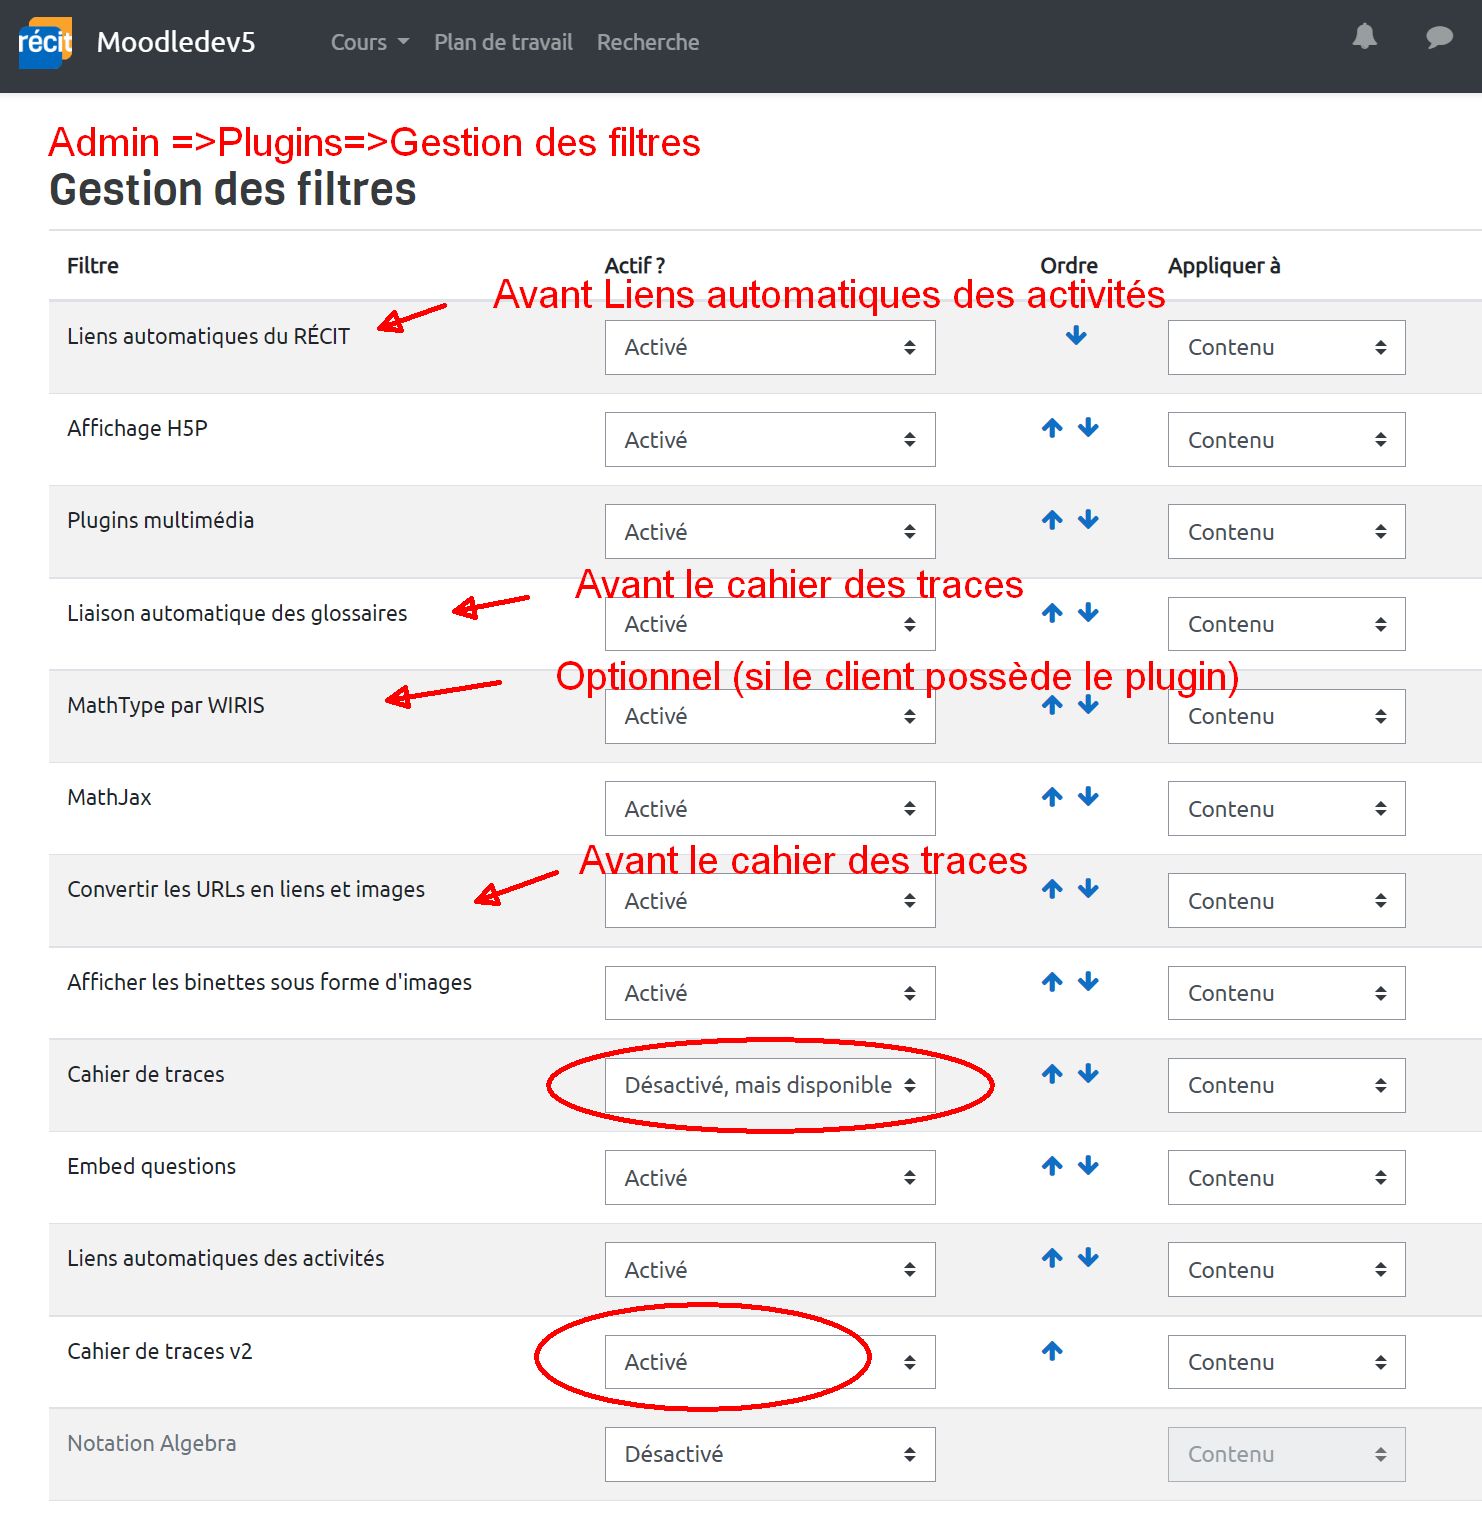 récit Moodledev5 Cours Plan de travail Recherche
Admin =>Plugins=>Gestion des filtres
Gestion des filtres
Filtre Actif ? Ordre Appliquer à
Avant Liens automatiques des activités
Liens automatiques du RÉCIT Activé Contenu
Affichage H5P Activé Contenu
Plugins multimédia Activé Contenu
Avant le cahier des traces
Liaison automatique des glossaires Activé Contenu
Optionnel (si le client possède le plugin)
MathType par WIRIS Activé Contenu
MathJax Activé Contenu
Avant le cahier des traces
Convertir les URLs en liens et images Activé Contenu
Afficher les binettes sous forme d'images Activé Contenu
Cahier de traces Désactivé, mais disponible Contenu
Embed questions Activé Contenu
Liens automatiques des activités Activé Contenu
Cahier de traces v2 Activé Contenu
Notation Algebra Désactivé Contenu